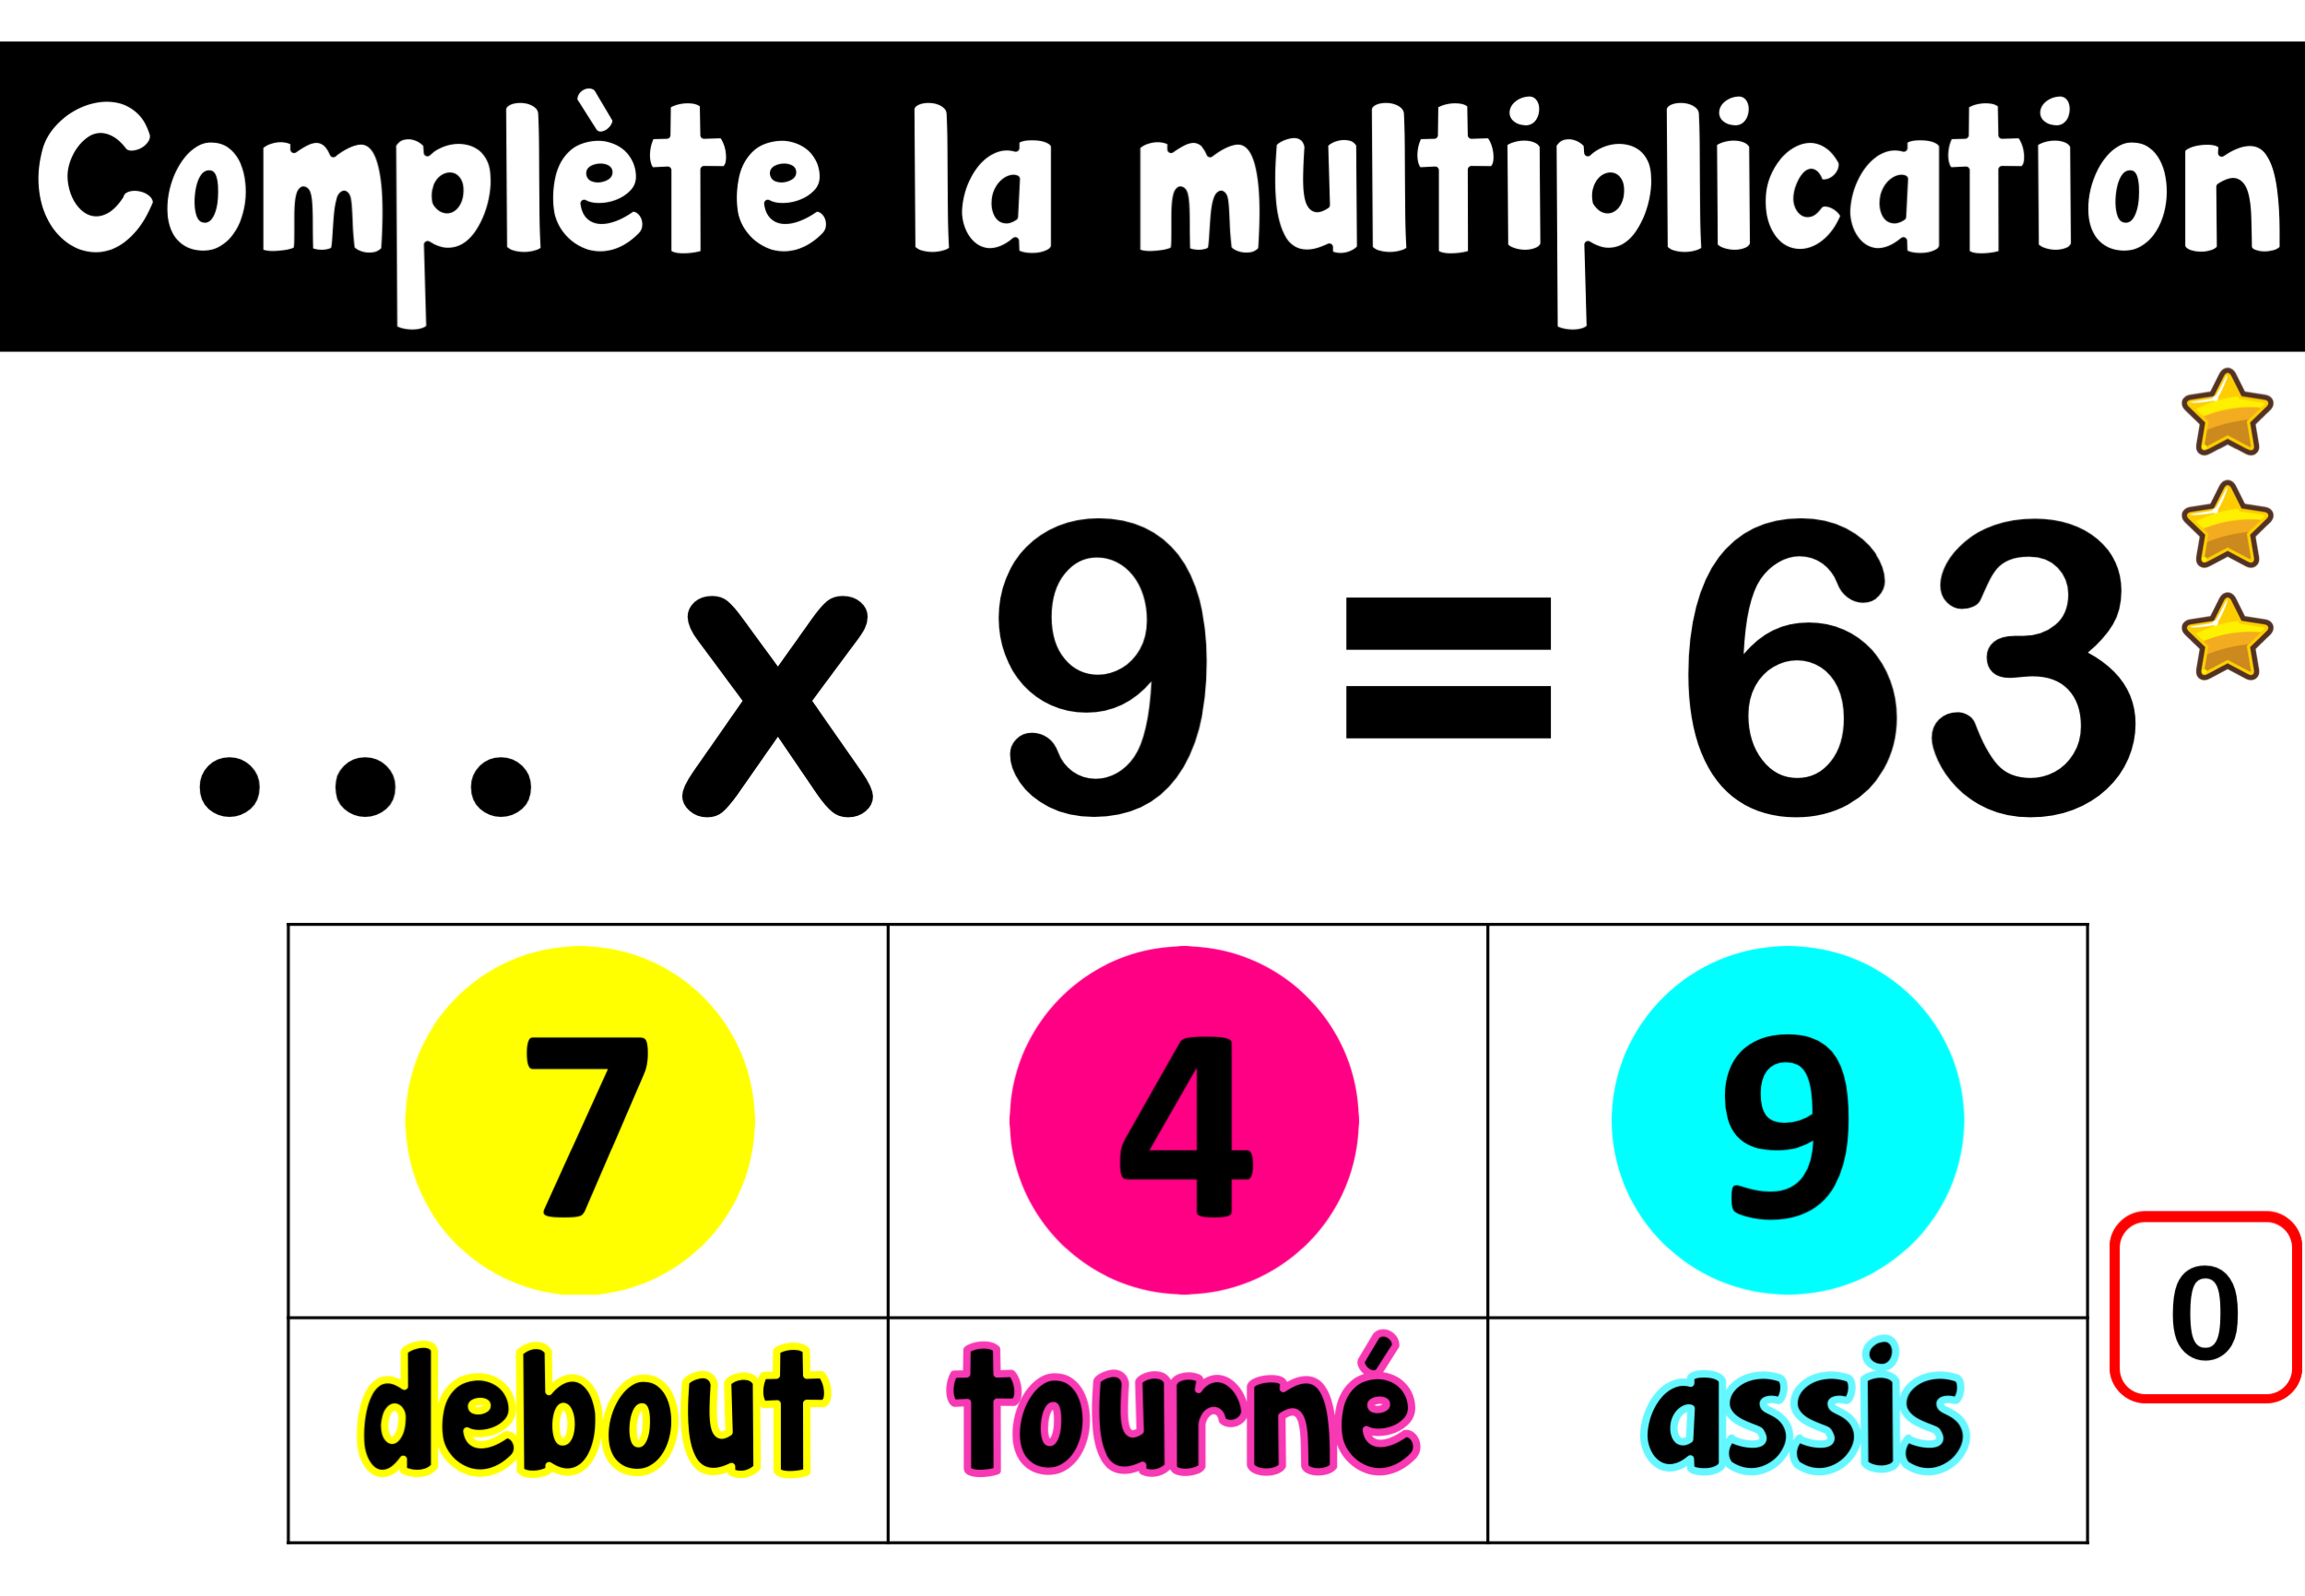 Complète la multiplication
... x 9 = 63
7 4 9
0
debout tourné assis